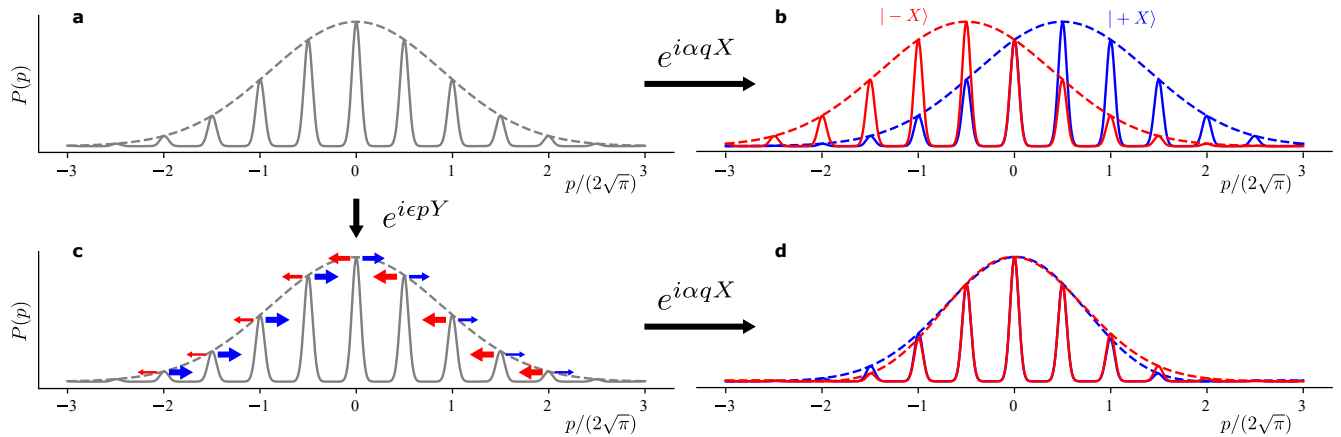 a
P(p)
−3 −2 −1 0 1 2 3
p/(2√π)
e^{iαqX}
b
|−X⟩
|+X⟩
−3 −2 −1 0 1 2 3
p/(2√π)
e^{iϵpY}
c
P(p)
−3 −2 −1 0 1 2 3
p/(2√π)
e^{iαqX}
d
−3 −2 −1 0 1 2 3
p/(2√π)